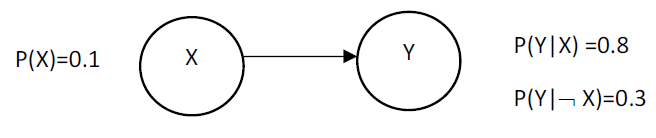 P(X)=0.1
X
Y
P(Y|X) =0.8
P(Y|¬ X)=0.3